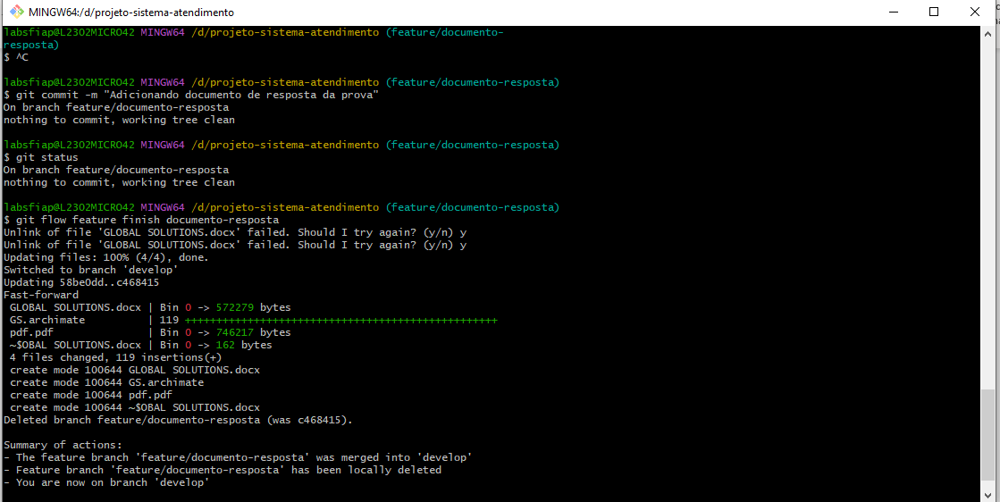 MINGW64:/d/projeto-sistema-atendimento
labsfiap@L23O2MICRO42 MINGW64 /d/projeto-sistema-atendimento (feature/documento-
resposta)
$ ^C
labsfiap@L23O2MICRO42 MINGW64 /d/projeto-sistema-atendimento (feature/documento-resposta)
$ git commit -m "Adicionando documento de resposta da prova"
On branch feature/documento-resposta
nothing to commit, working tree clean
labsfiap@L23O2MICRO42 MINGW64 /d/projeto-sistema-atendimento (feature/documento-resposta)
$ git status
On branch feature/documento-resposta
nothing to commit, working tree clean
labsfiap@L23O2MICRO42 MINGW64 /d/projeto-sistema-atendimento (feature/documento-resposta)
$ git flow feature finish documento-resposta
Unlink of file 'GLOBAL SOLUTIONS.docx' failed. Should I try again? (y/n) y
Unlink of file 'GLOBAL SOLUTIONS.docx' failed. Should I try again? (y/n) y
Updating files: 100% (4/4), done.
Switched to branch 'develop'
Updating 58be0dd..c468415
Fast-forward
 GLOBAL SOLUTIONS.docx | Bin 0 -> 572279 bytes
 GS.archimate          | 119 ++++++++++++++++++++++++++++++++++++++++++++++++++
 pdf.pdf               | Bin 0 -> 746217 bytes
 ~$OBAL SOLUTIONS.docx | Bin 0 -> 162 bytes
 4 files changed, 119 insertions(+)
 create mode 100644 GLOBAL SOLUTIONS.docx
 create mode 100644 GS.archimate
 create mode 100644 pdf.pdf
 create mode 100644 ~$OBAL SOLUTIONS.docx
Deleted branch feature/documento-resposta (was c468415).
Summary of actions:
- The feature branch 'feature/documento-resposta' was merged into 'develop'
- Feature branch 'feature/documento-resposta' has been locally deleted
- You are now on branch 'develop'